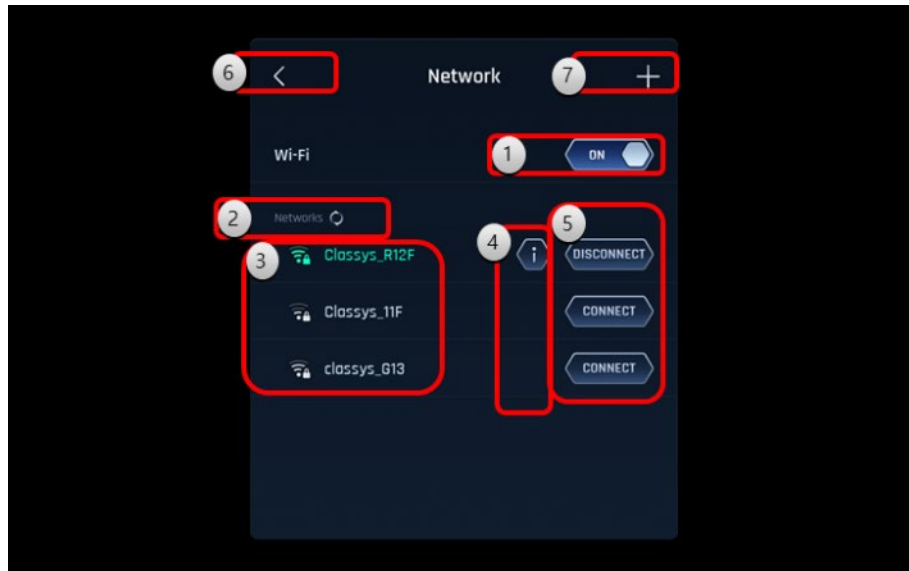 6 Network 7
Wi-Fi 1 ON
2 Networks
3 Classys_R12F 4 i 5 DISCONNECT
Classys_11F CONNECT
classys_G13 CONNECT